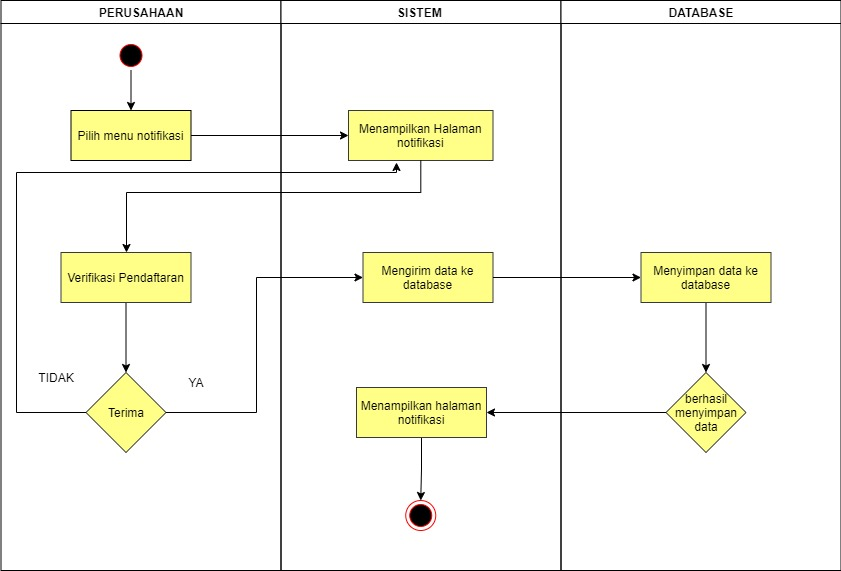 PERUSAHAAN
SISTEM
DATABASE
Pilih menu notifikasi
Menampilkan Halaman
notifikasi
Verifikasi Pendaftaran
Mengirim data ke
database
Menyimpan data ke
database
TIDAK
YA
Terima
Menampilkan halaman
notifikasi
berhasil
menyimpan
data